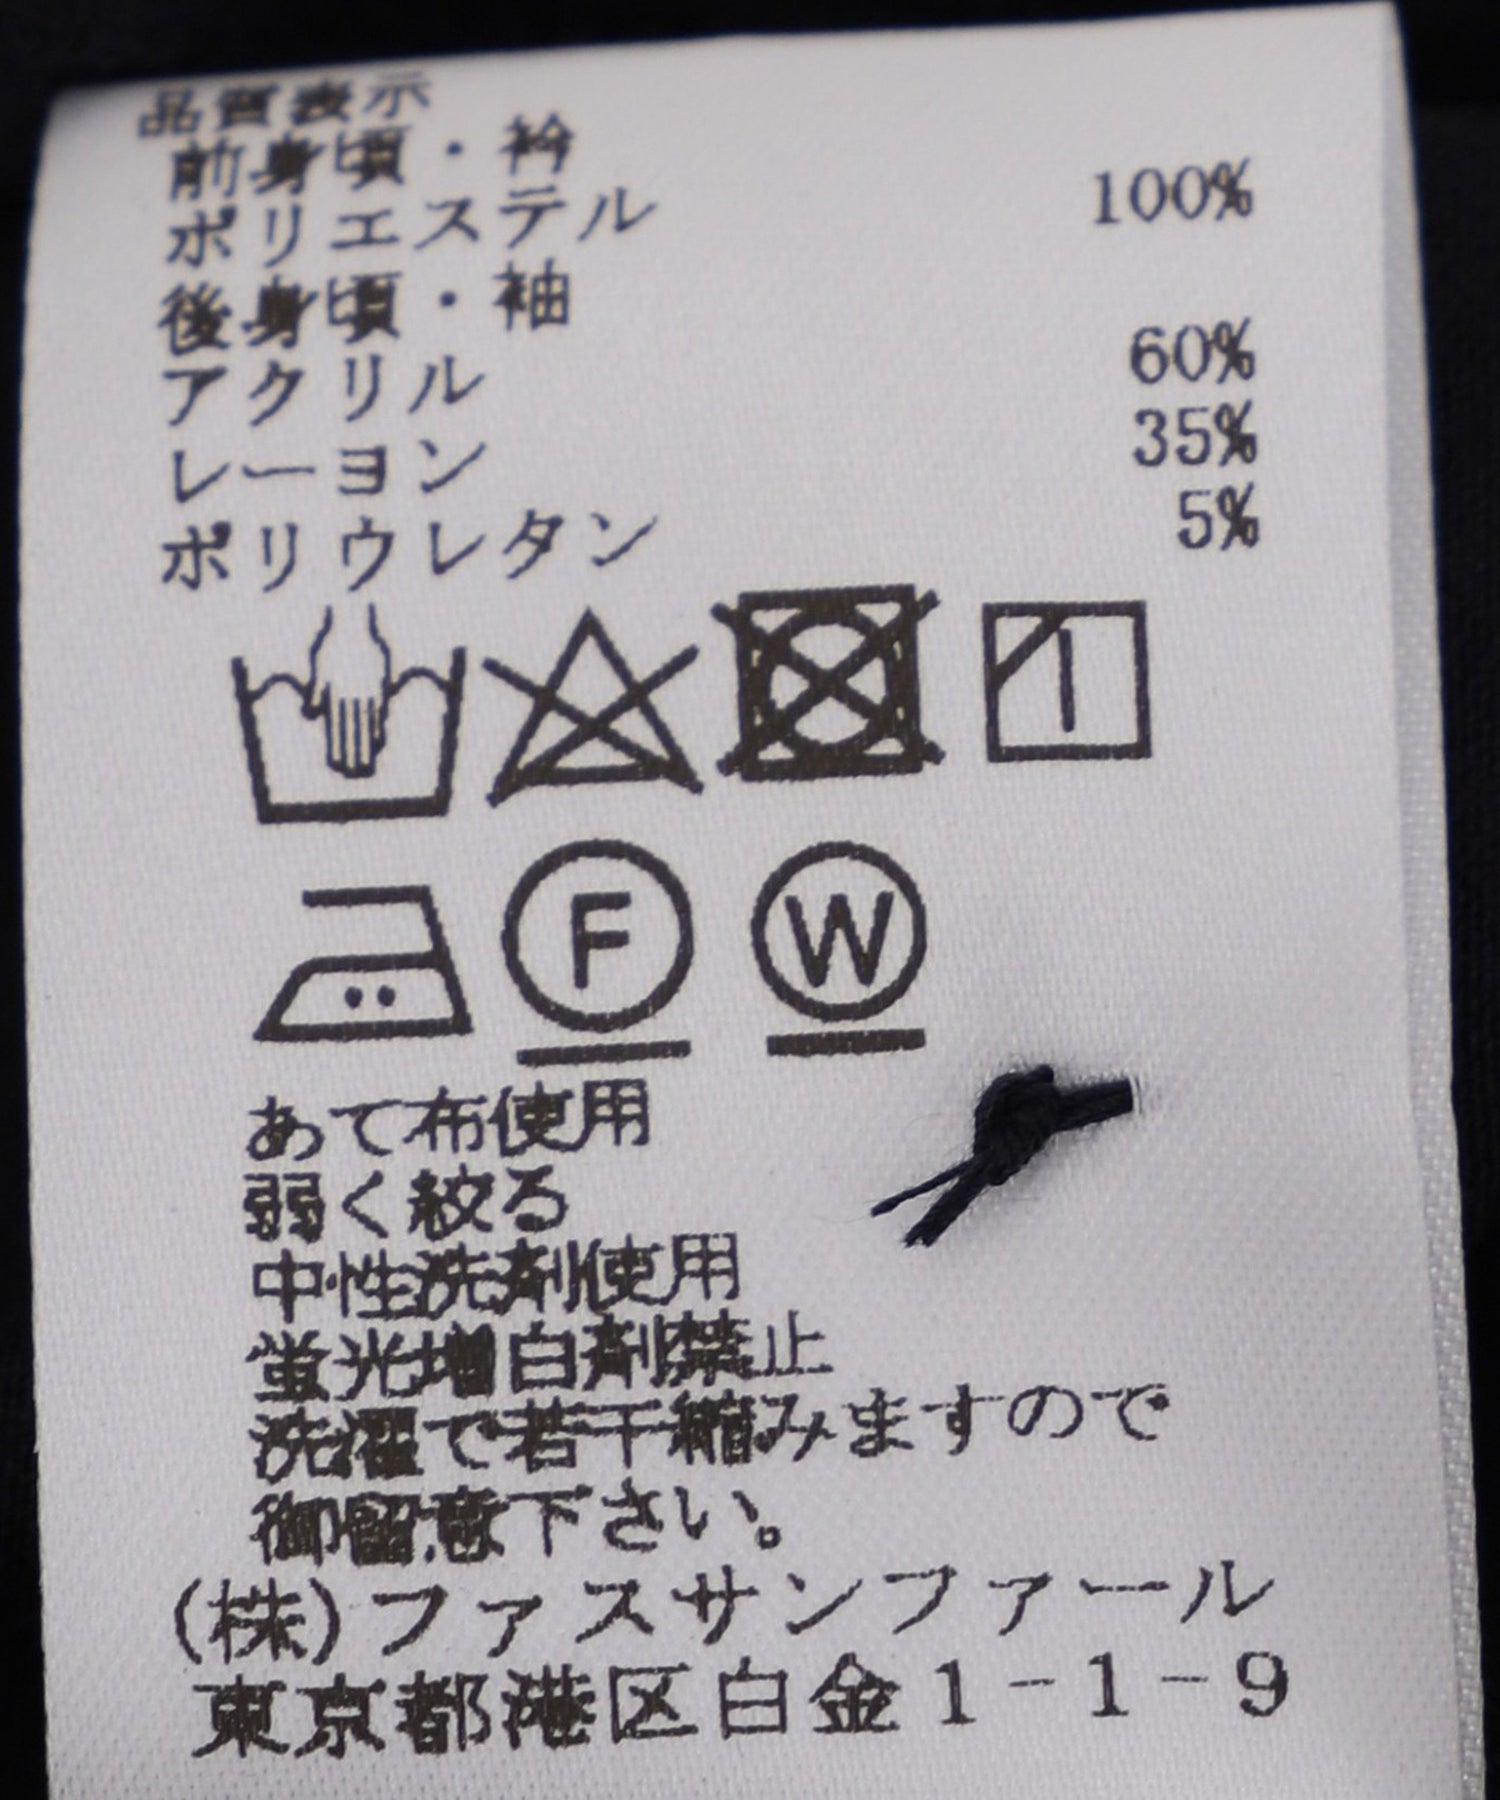 品質表示
前身頃・衿
ポリエステル 100%
後身頃・袖
アクリル 60%
レーヨン 35%
ポリウレタン 5%
F W
あて布使用
弱く絞る
中性洗剤使用
蛍光増白剤禁止
洗濯で若干縮みますので
御留意下さい。
(株)ファスサンファール
東京都港区白金1-1-9